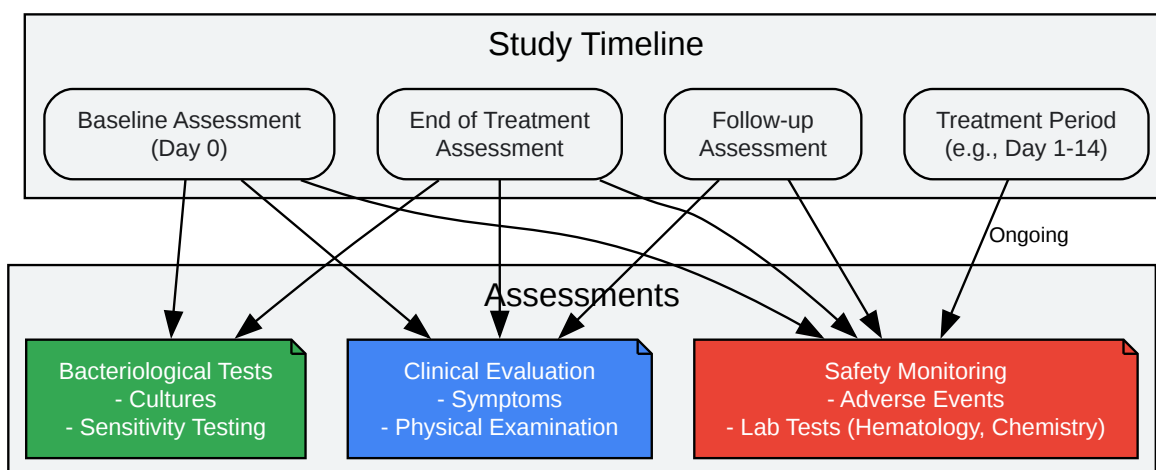 Study Timeline
Baseline Assessment
(Day 0)
End of Treatment
Assessment
Follow-up
Assessment
Treatment Period
(e.g., Day 1-14)
Ongoing
Assessments
Bacteriological Tests
- Cultures
- Sensitivity Testing
Clinical Evaluation
- Symptoms
- Physical Examination
Safety Monitoring
- Adverse Events
- Lab Tests (Hematology, Chemistry)